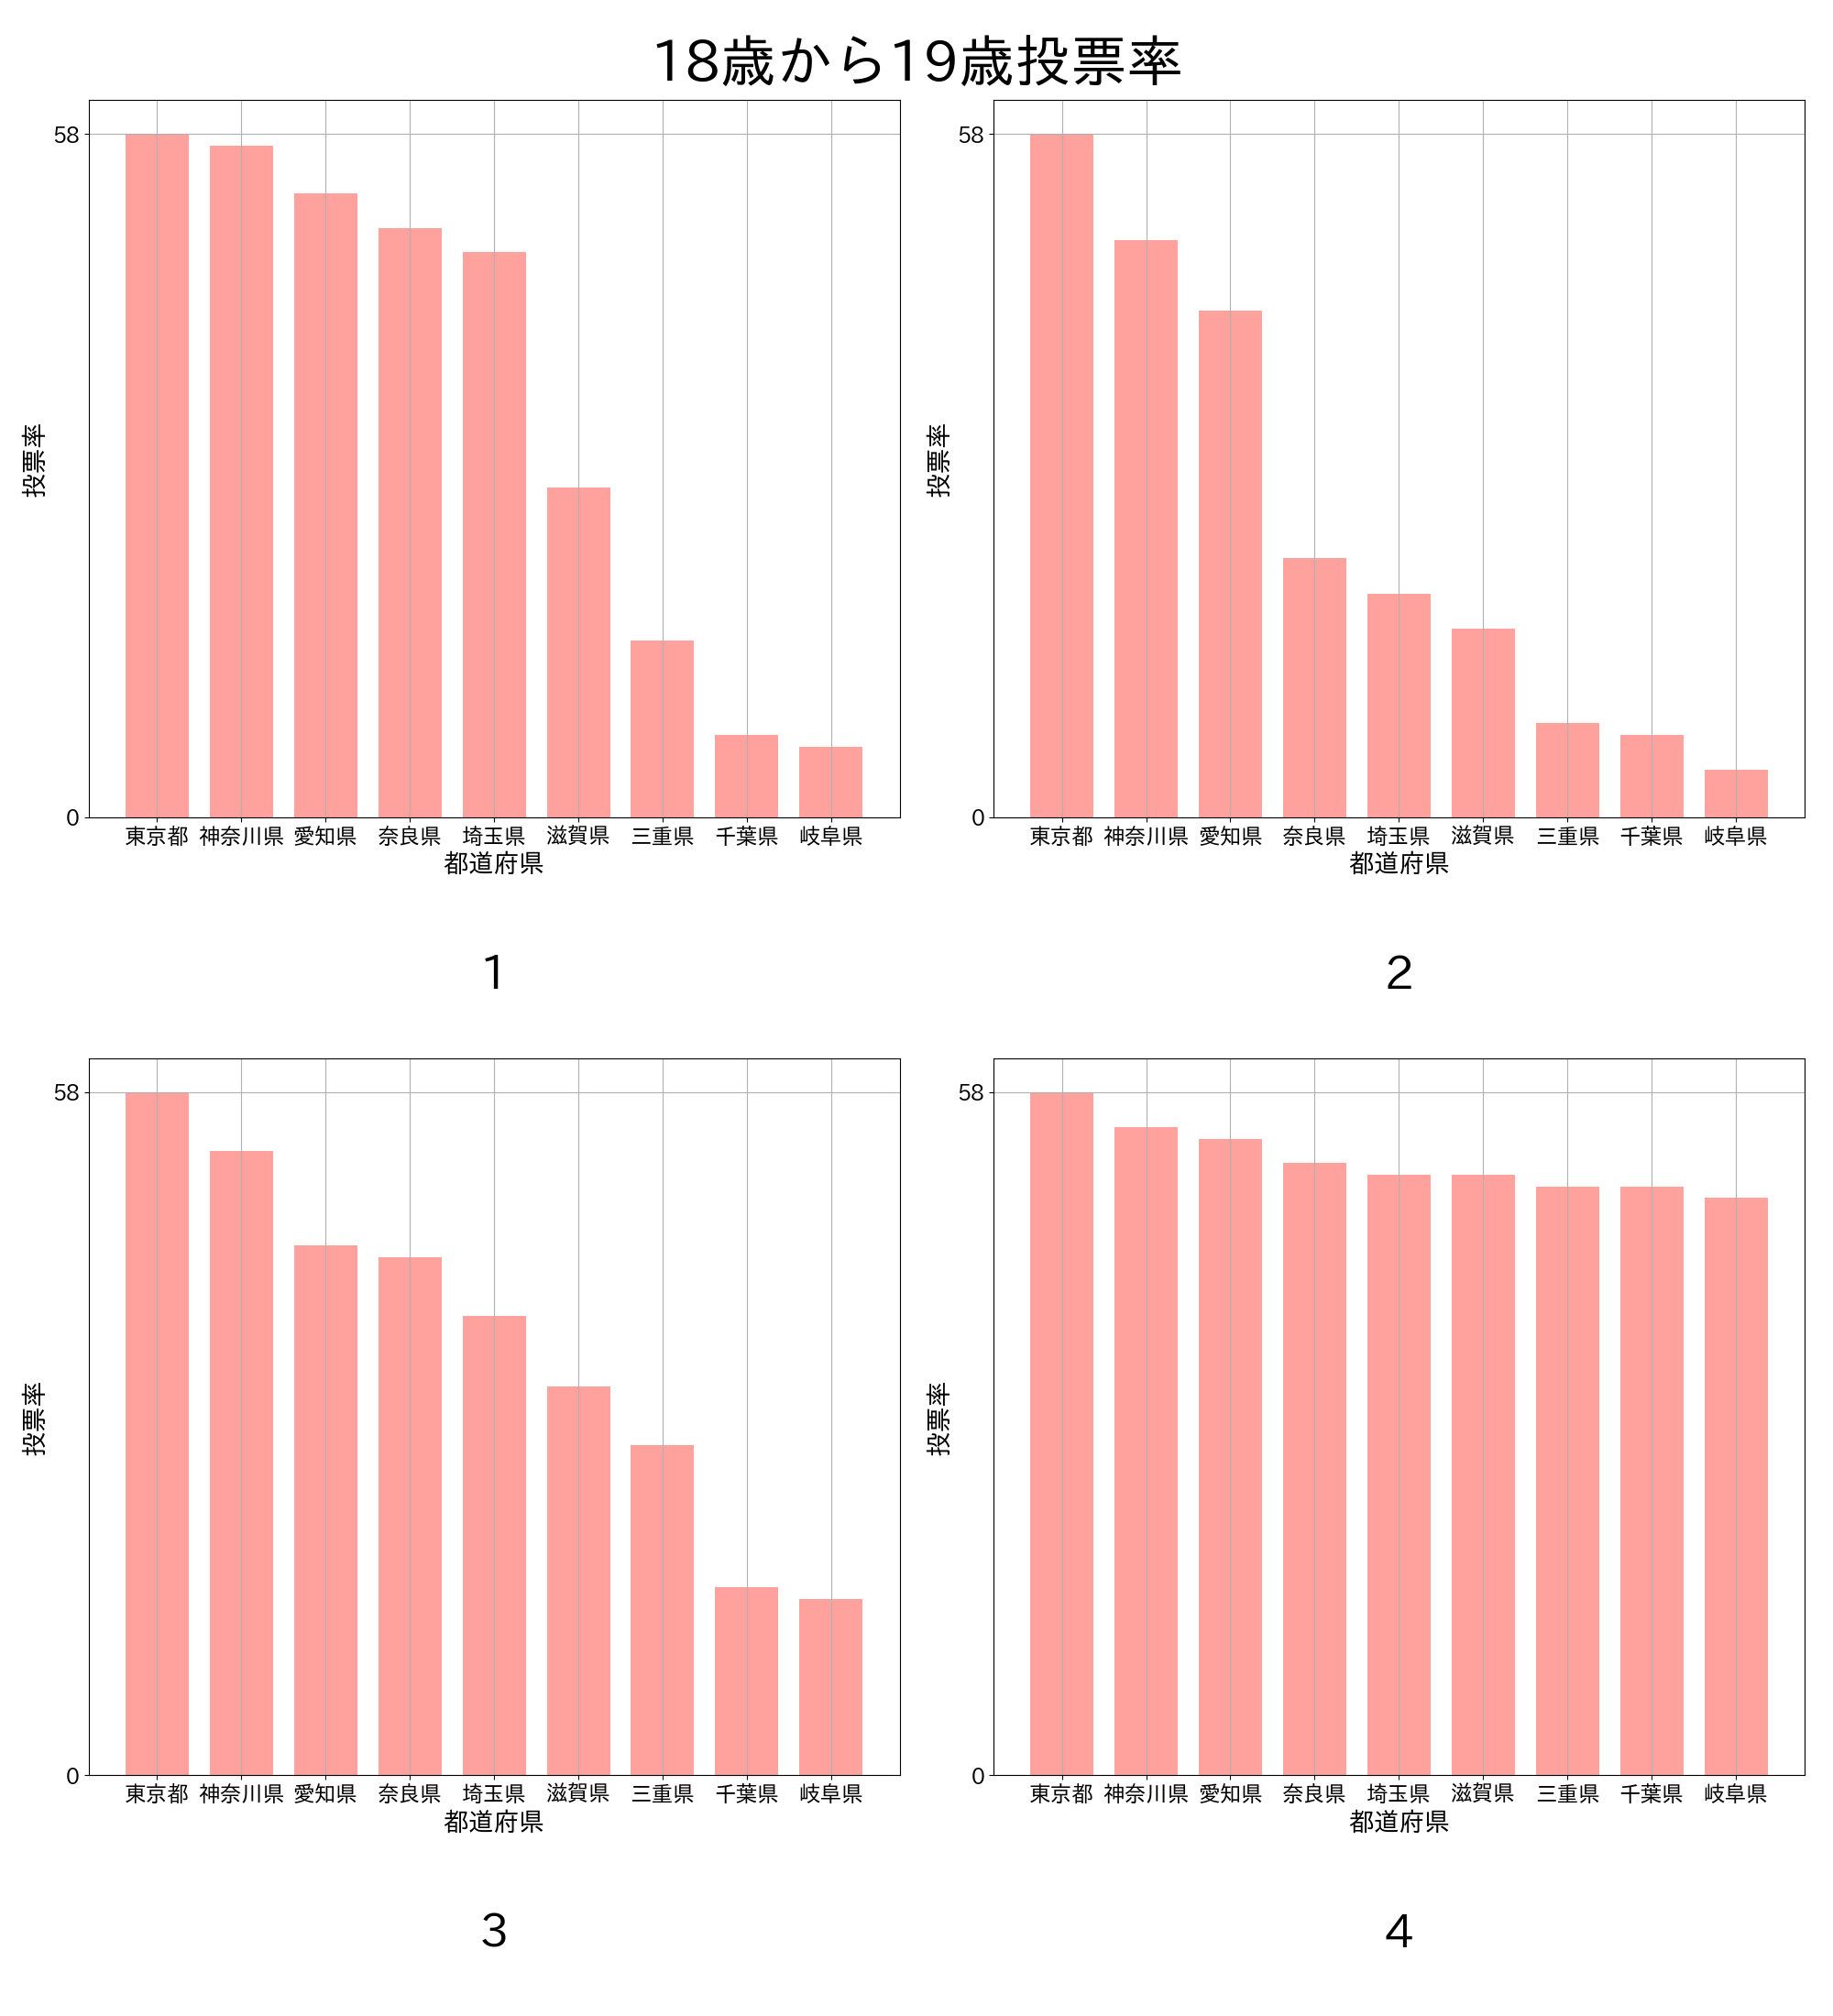 18歳から19歳投票率
58
0
投票率
東京都 神奈川県 愛知県 奈良県 埼玉県 滋賀県 三重県 千葉県 岐阜県
都道府県
1
58
0
投票率
東京都 神奈川県 愛知県 奈良県 埼玉県 滋賀県 三重県 千葉県 岐阜県
都道府県
2
58
0
投票率
東京都 神奈川県 愛知県 奈良県 埼玉県 滋賀県 三重県 千葉県 岐阜県
都道府県
3
58
0
投票率
東京都 神奈川県 愛知県 奈良県 埼玉県 滋賀県 三重県 千葉県 岐阜県
都道府県
4